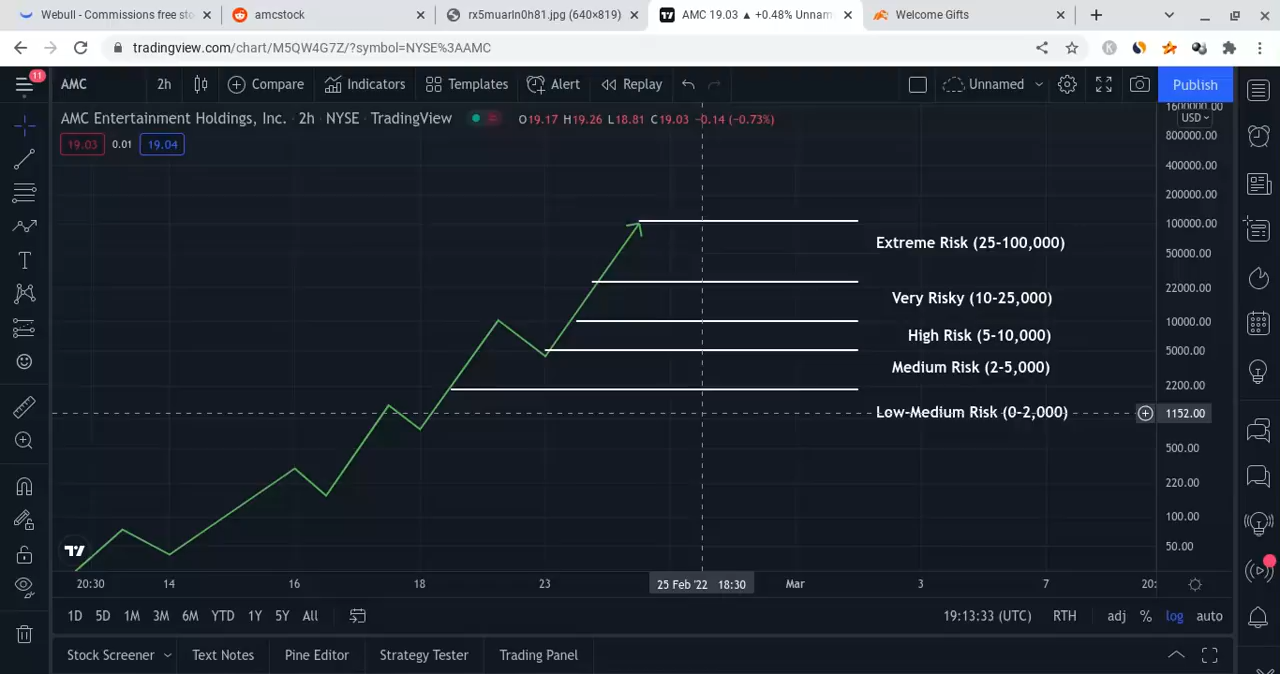 Webull - Commissions free sto
amcstock
rx5muarln0h81.jpg (640×819)
AMC 19.03 ▲ +0.48% Unnam
Welcome Gifts
tradingview.com/chart/M5QW4G7Z/?symbol=NYSE%3AAMC
11
AMC
2h
Compare
Indicators
Templates
Alert
Replay
Unnamed
Publish
AMC Entertainment Holdings, Inc. · 2h · NYSE · TradingView
O19.17 H19.26 L18.81 C19.03 −0.14 (−0.73%)
19.03
0.01
19.04
1600000.00
USD
800000.00
400000.00
200000.00
100000.00
50000.00
22000.00
10000.00
5000.00
2200.00
1152.00
500.00
220.00
100.00
50.00
Extreme Risk (25-100,000)
Very Risky (10-25,000)
High Risk (5-10,000)
Medium Risk (2-5,000)
Low-Medium Risk (0-2,000)
20:30
14
16
18
23
25 Feb '22 18:30
Mar
3
7
20:
1D
5D
1M
3M
6M
YTD
1Y
5Y
All
19:13:33 (UTC)
RTH
adj
%
log
auto
Stock Screener
Text Notes
Pine Editor
Strategy Tester
Trading Panel